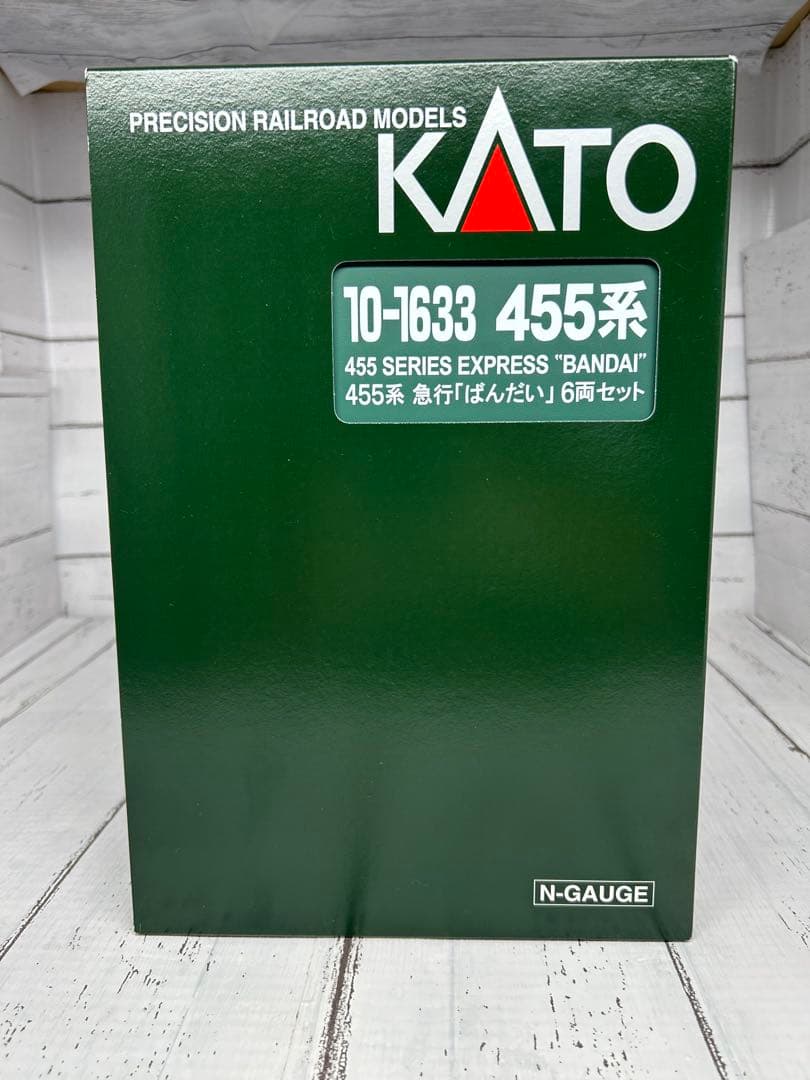 PRECISION RAILROAD MODELS
KATO
10-1633 455系
455 SERIES EXPRESS "BANDAI"
455系 急行「ばんだい」 6両セット
N-GAUGE